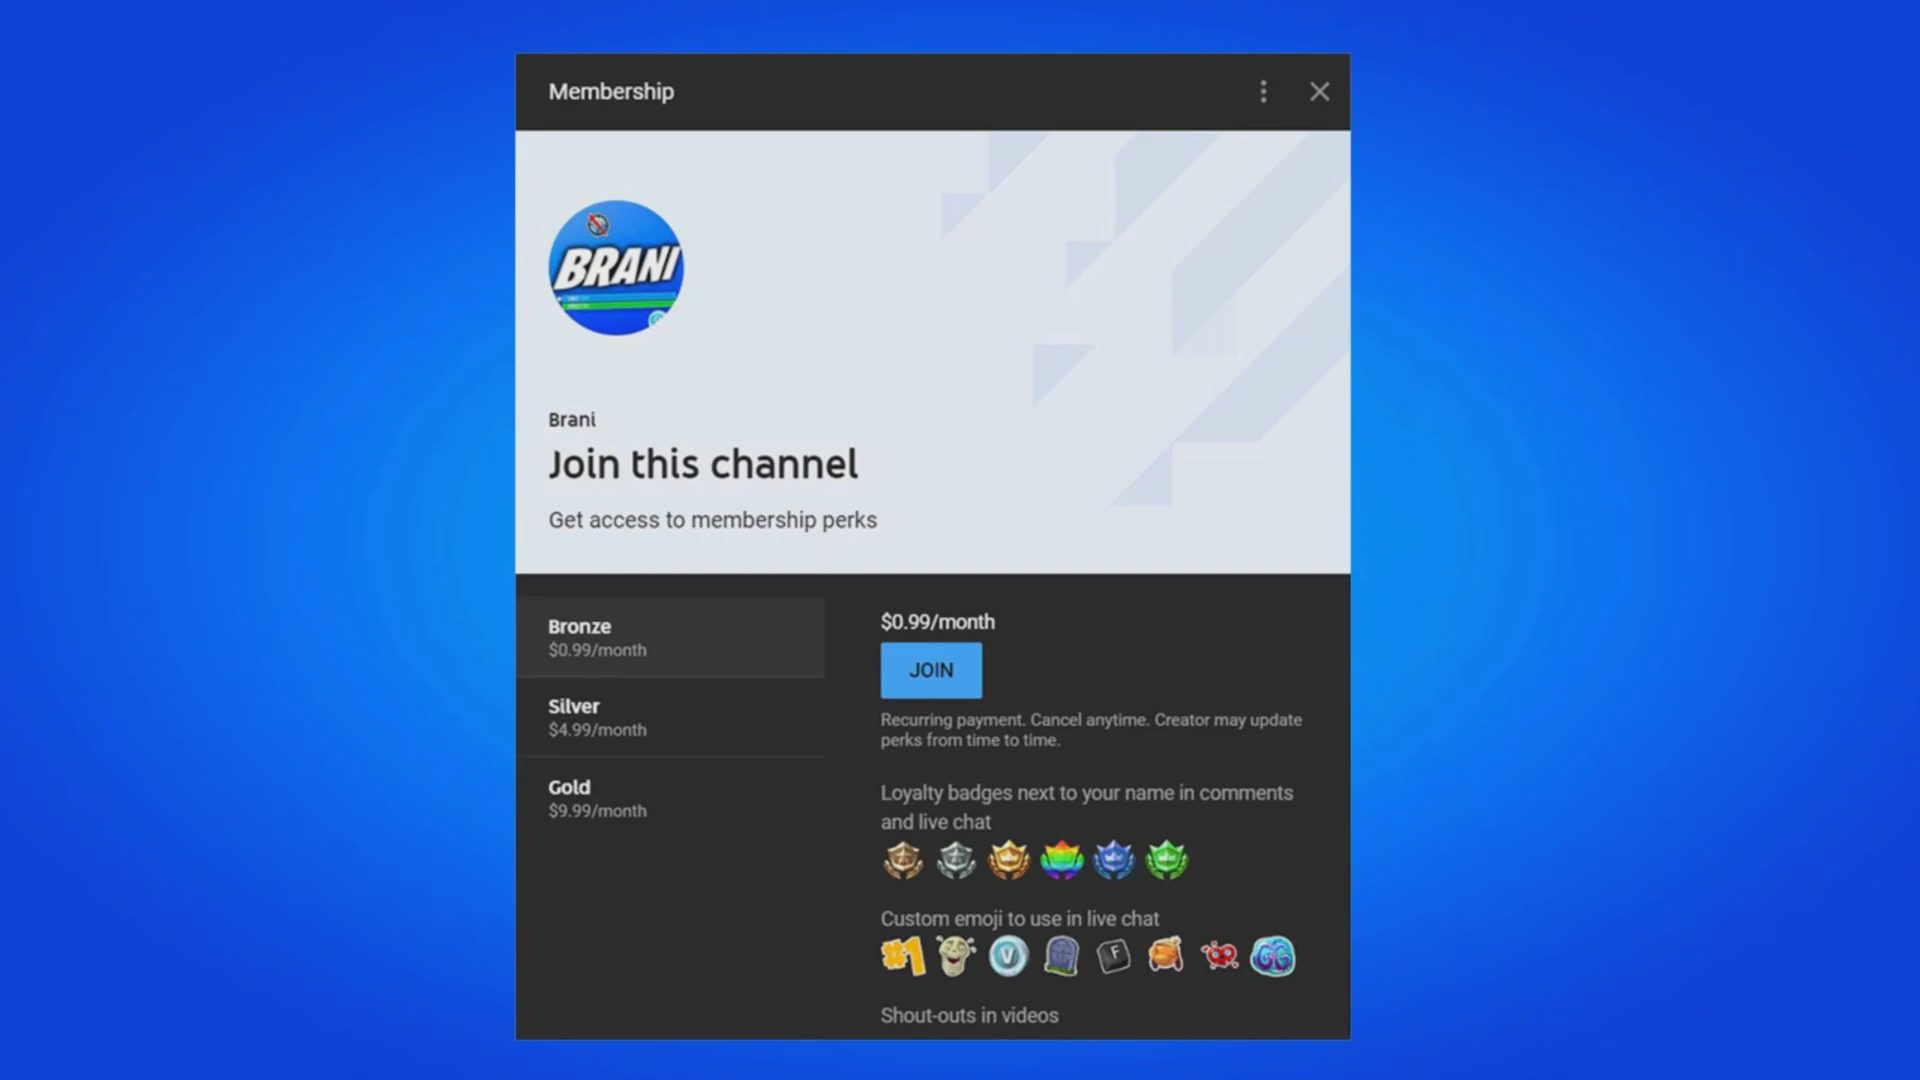 Membership
BRANI
Brani
Join this channel
Get access to membership perks
Bronze
$0.99/month
Silver
$4.99/month
Gold
$9.99/month
$0.99/month
JOIN
Recurring payment. Cancel anytime. Creator may update
perks from time to time.
Loyalty badges next to your name in comments
and live chat
Custom emoji to use in live chat
#1
V
RIP
F
GG
Shout-outs in videos